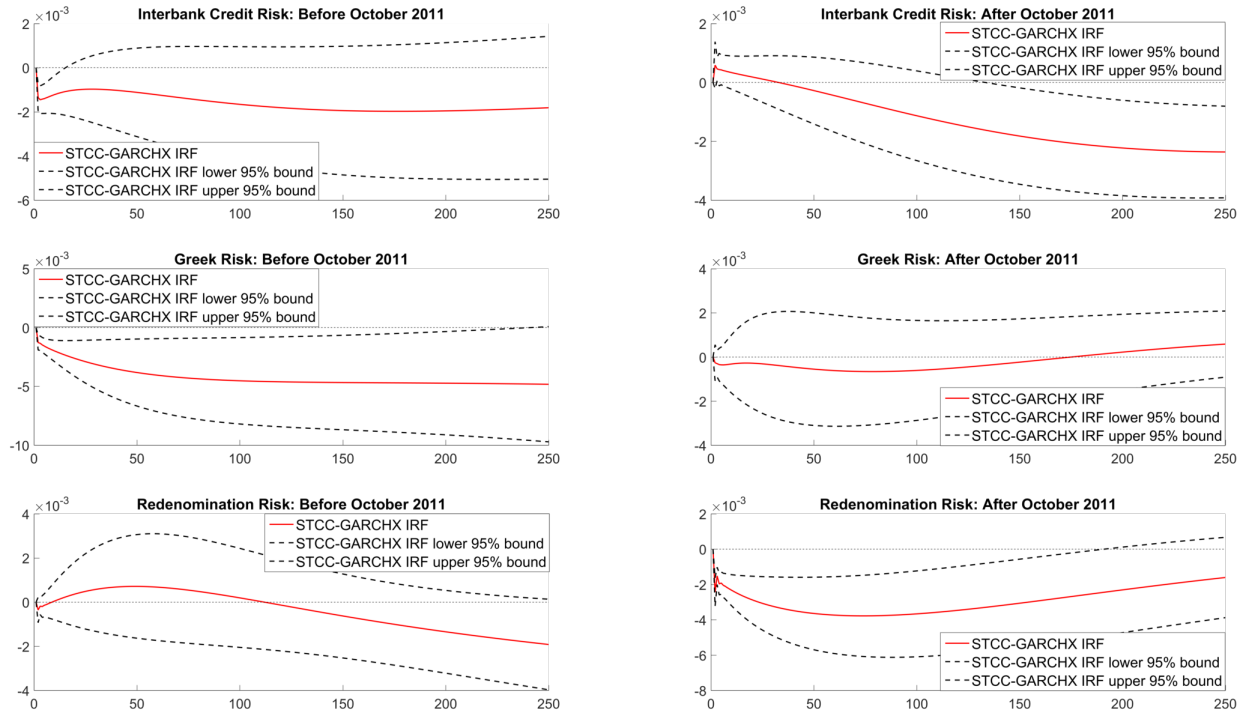 Interbank Credit Risk: Before October 2011
×10⁻³
2
0
-2
-4
-6
STCC-GARCHX IRF
STCC-GARCHX IRF lower 95% bound
STCC-GARCHX IRF upper 95% bound
0 50 100 150 200 250
Interbank Credit Risk: After October 2011
×10⁻³
2
0
-2
-4
STCC-GARCHX IRF
STCC-GARCHX IRF lower 95% bound
STCC-GARCHX IRF upper 95% bound
0 50 100 150 200 250
Greek Risk: Before October 2011
×10⁻³
5
0
-5
-10
STCC-GARCHX IRF
STCC-GARCHX IRF lower 95% bound
STCC-GARCHX IRF upper 95% bound
0 50 100 150 200 250
Greek Risk: After October 2011
×10⁻³
4
2
0
-2
-4
STCC-GARCHX IRF
STCC-GARCHX IRF lower 95% bound
STCC-GARCHX IRF upper 95% bound
0 50 100 150 200 250
Redenomination Risk: Before October 2011
×10⁻³
4
2
0
-2
-4
STCC-GARCHX IRF
STCC-GARCHX IRF lower 95% bound
STCC-GARCHX IRF upper 95% bound
0 50 100 150 200 250
Redenomination Risk: After October 2011
×10⁻³
2
0
-2
-4
-6
-8
STCC-GARCHX IRF
STCC-GARCHX IRF lower 95% bound
STCC-GARCHX IRF upper 95% bound
0 50 100 150 200 250